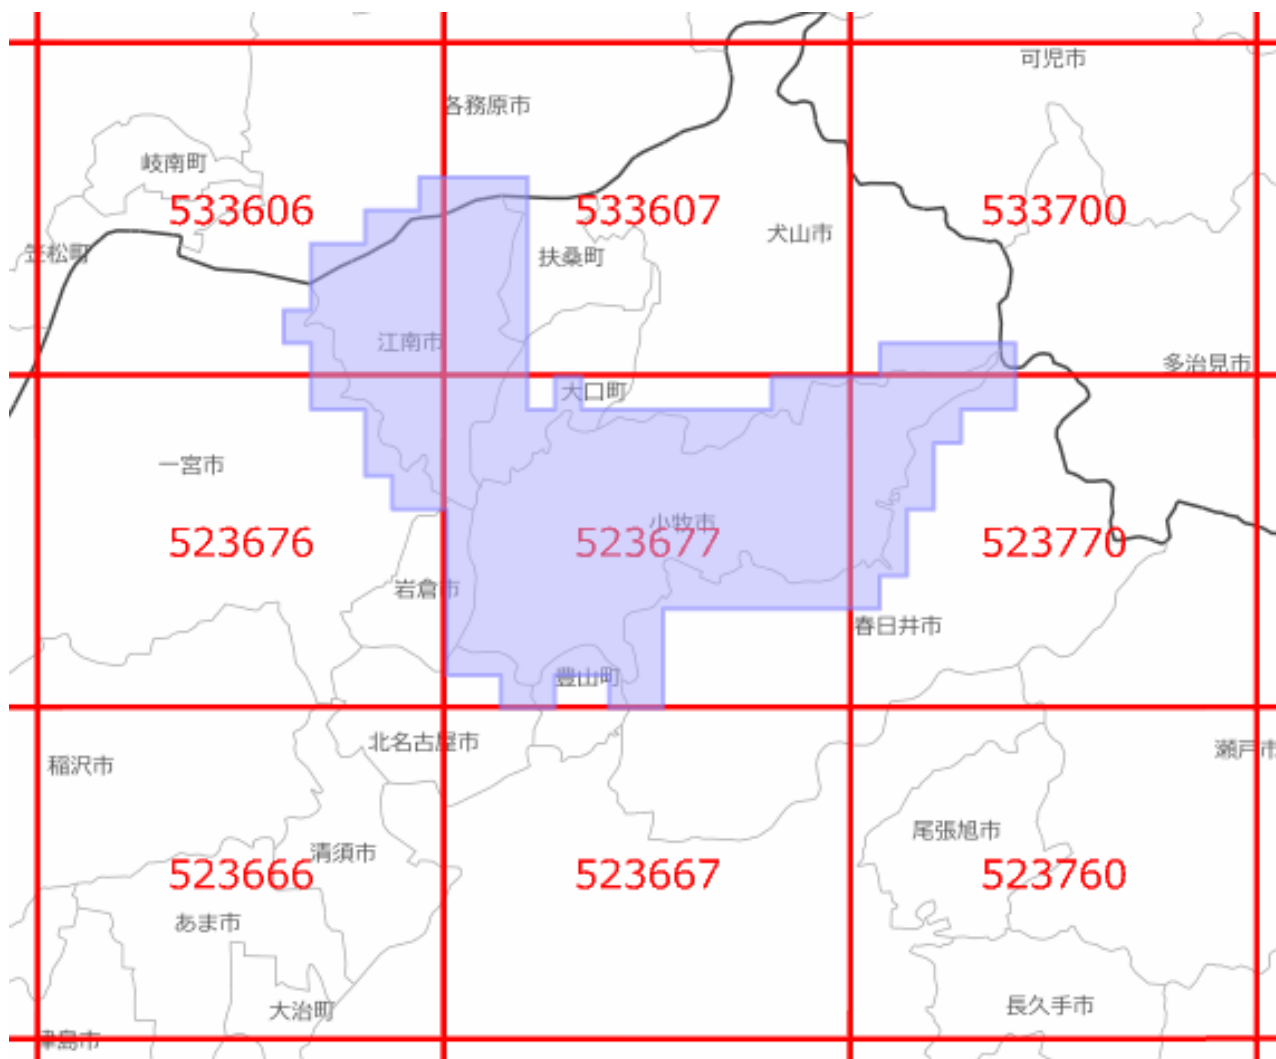 可児市
各務原市
岐南町
533606
533607
533700
犬山市
笠松町
扶桑町
江南市
多治見市
大口町
一宮市
小牧市
523676
523677
523770
岩倉市
春日井市
豊山町
北名古屋市
瀬戸市
稲沢市
尾張旭市
清須市
523666
523667
523760
あま市
長久手市
大治町
津島市